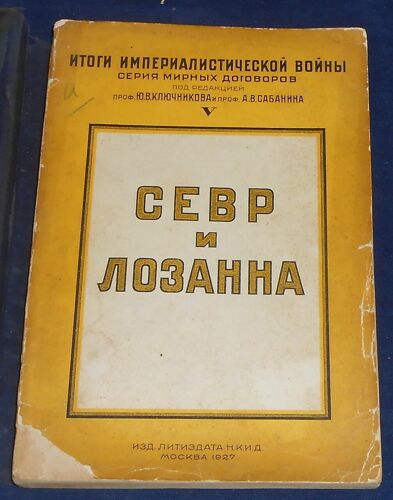 ИТОГИ ИМПЕРИАЛИСТИЧЕСКОЙ ВОЙНЫ
СЕРИЯ МИРНЫХ ДОГОВОРОВ
ПОД РЕДАКЦИЕЙ
ПРОФ. Ю.В.КЛЮЧНИКОВА И ПРОФ. А.В.САБАНИНА
V
СЕВР
И
ЛОЗАННА
ИЗД. ЛИТИЗДАТА Н.К.И.Д.
МОСКВА 1927